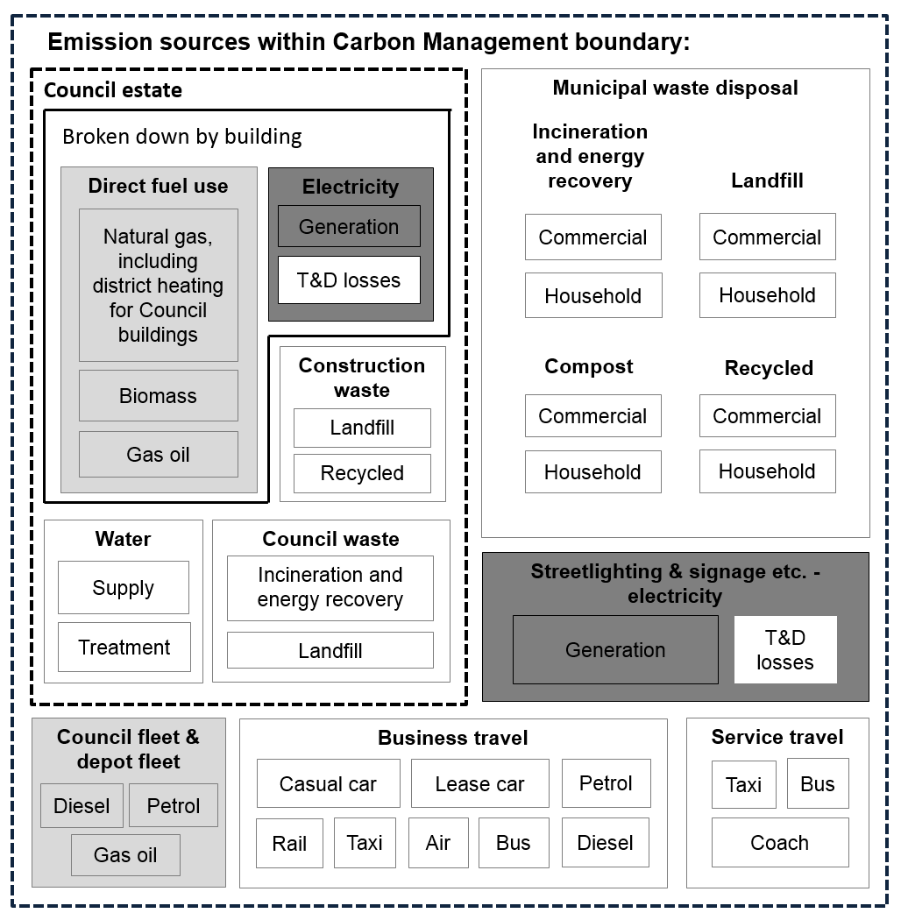 Emission sources within Carbon Management boundary:
Council estate
Broken down by building
Direct fuel use
Natural gas,
including
district heating
for Council
buildings
Biomass
Gas oil
Electricity
Generation
T&D losses
Construction
waste
Landfill
Recycled
Water
Supply
Treatment
Council waste
Incineration and
energy recovery
Landfill
Municipal waste disposal
Incineration
and energy
recovery
Commercial
Household
Landfill
Commercial
Household
Compost
Commercial
Household
Recycled
Commercial
Household
Streetlighting & signage etc. -
electricity
Generation
T&D
losses
Council fleet &
depot fleet
Diesel
Petrol
Gas oil
Business travel
Casual car
Lease car
Petrol
Rail
Taxi
Air
Bus
Diesel
Service travel
Taxi
Bus
Coach